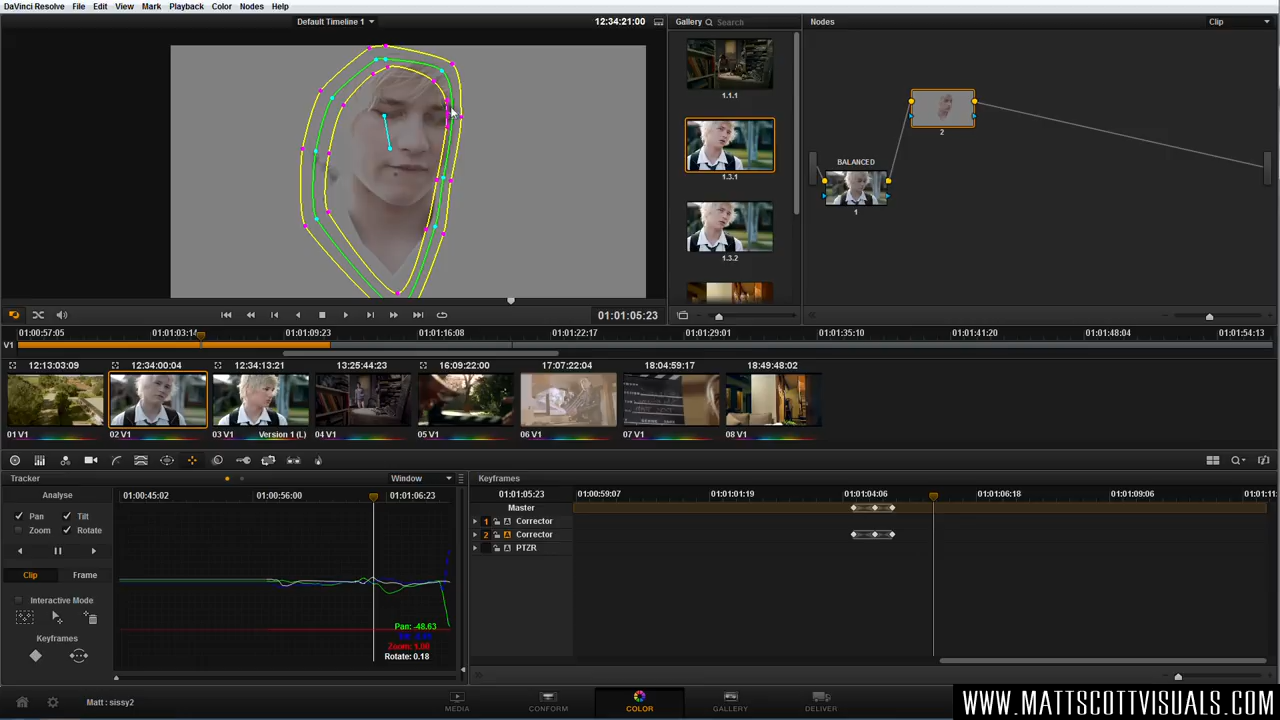 DaVinci Resolve File Edit View Mark Playback Color Nodes Help
Default Timeline 1 12:34:21:00
Gallery Search
Nodes Clip
1.1.1
1.3.1
1.3.2
2
BALANCED
1
01:01:05:23
01:00:57:05 01:01:03:14 01:01:09:23 01:01:16:08 01:01:22:17 01:01:29:01 01:01:35:10 01:01:41:20 01:01:48:04 01:01:54:13
V1
12:13:03:09 12:34:00:04 12:34:13:21 13:25:44:23 16:09:22:00 17:07:22:04 18:04:59:17 18:49:48:02
01 V1 02 V1 03 V1 Version 1 (L) 04 V1 05 V1 06 V1 07 V1 08 V1
Tracker Window
Analyse
Pan Tilt
Zoom Rotate
Clip Frame
Interactive Mode
Keyframes
01:00:45:02 01:00:56:00 01:01:06:23
Pan: -48.63
Zoom: 1.00
Rotate: 0.18
Keyframes
01:01:05:23 01:00:59:07 01:01:01:19 01:01:04:06 01:01:06:18 01:01:09:06 01:01:11
Master
1 A Corrector
2 A Corrector
A PTZR
Matt : sissy2
MEDIA CONFORM COLOR GALLERY DELIVER
WWW.MATTSCOTTVISUALS.COM